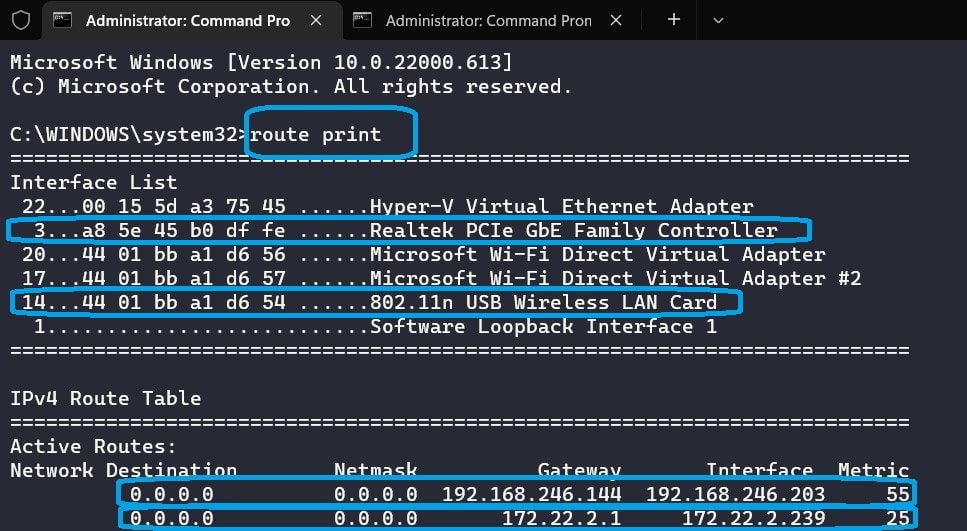 Administrator: Command Pro
Administrator: Command Pron
Microsoft Windows [Version 10.0.22000.613]
(c) Microsoft Corporation. All rights reserved.
C:\WINDOWS\system32>route print
===========================================================================
Interface List
22...00 15 5d a3 75 45 ......Hyper-V Virtual Ethernet Adapter
3...a8 5e 45 b0 df fe ......Realtek PCIe GbE Family Controller
20...44 01 bb a1 d6 56 ......Microsoft Wi-Fi Direct Virtual Adapter
17...44 01 bb a1 d6 57 ......Microsoft Wi-Fi Direct Virtual Adapter #2
14...44 01 bb a1 d6 54 ......802.11n USB Wireless LAN Card
1...........................Software Loopback Interface 1
===========================================================================
IPv4 Route Table
===========================================================================
Active Routes:
Network Destination        Netmask          Gateway       Interface  Metric
0.0.0.0          0.0.0.0  192.168.246.144  192.168.246.203     55
0.0.0.0          0.0.0.0       172.22.2.1     172.22.2.239     25